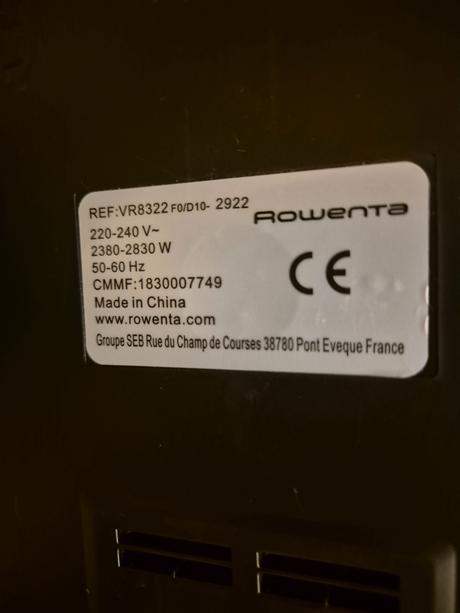 REF:VR8322 F0/D10- 2922
Rowenta
220-240 V~
2380-2830 W
50-60 Hz
CE
CMMF:1830007749
Made in China
www.rowenta.com
Groupe SEB Rue du Champ de Courses 38780 Pont Eveque France